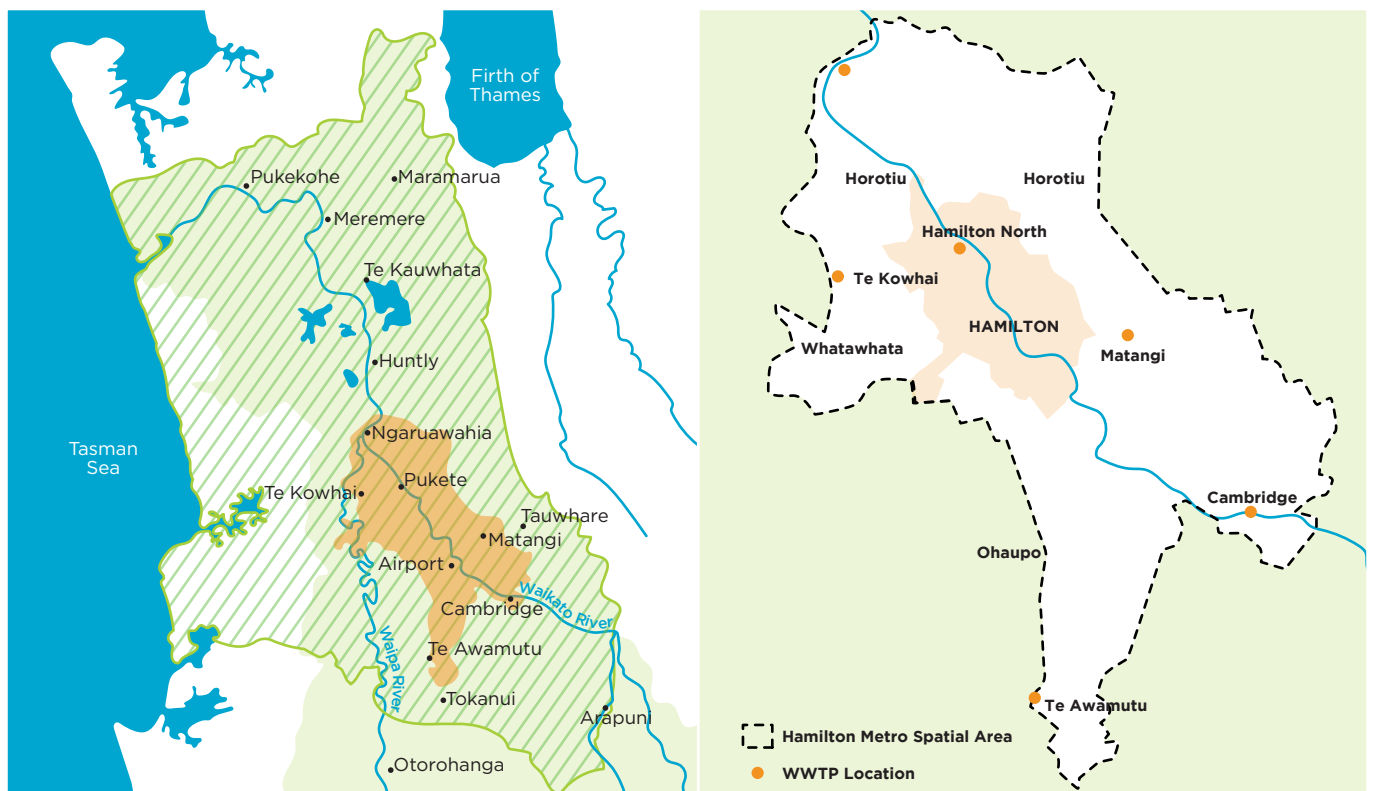 Firth of
Thames
Pukekohe
Maramarua
Meremere
Te Kauwhata
Huntly
Tasman
Sea
Ngaruawahia
Pukete
Te Kowhai
Tauwhare
Matangi
Airport
Waikato River
Cambridge
Waipa River
Te Awamutu
Tokanui
Arapuni
Otorohanga
Horotiu
Horotiu
Hamilton North
Te Kowhai
HAMILTON
Whatawhata
Matangi
Cambridge
Ohaupo
Te Awamutu
Hamilton Metro Spatial Area
WWTP Location